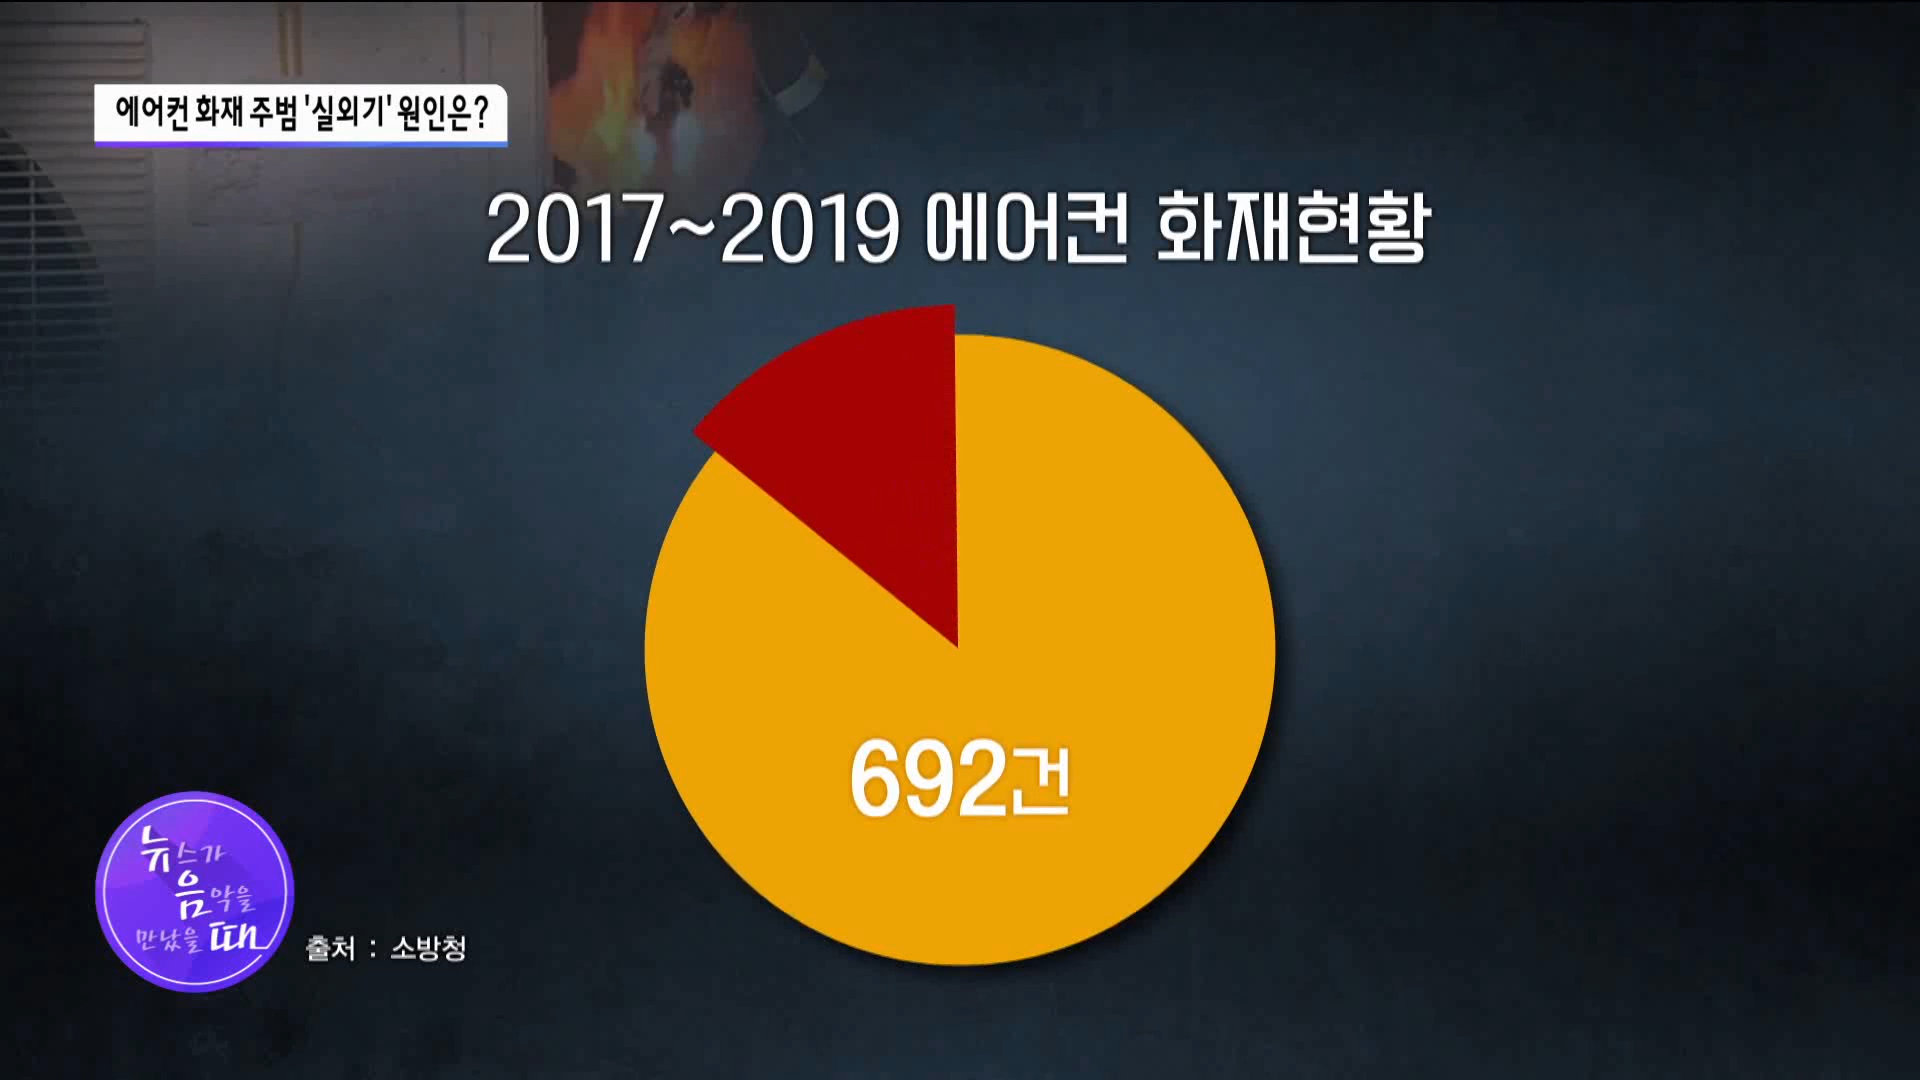 에어컨 화재 주범 '실외기' 원인은?
2017~2019 에어컨 화재현황
692건
뉴스가
음악을
만났을 때
출처 : 소방청